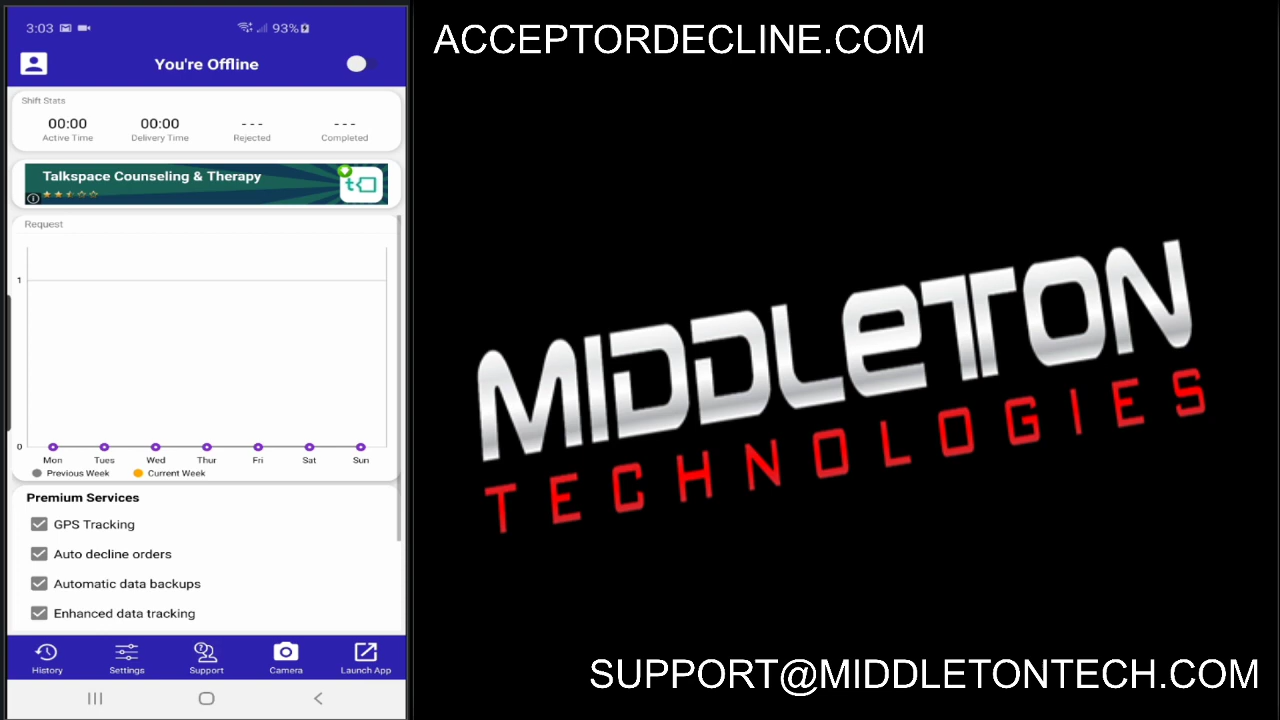 3:03 93%
You're Offline
Shift Stats
00:00 00:00 --- ---
Active Time Delivery Time Rejected Completed
Talkspace Counseling & Therapy
Request
1
0
Mon Tues Wed Thur Fri Sat Sun
Previous Week Current Week
Premium Services
GPS Tracking
Auto decline orders
Automatic data backups
Enhanced data tracking
History Settings Support Camera Launch App
ACCEPTORDECLINE.COM
MIDDLETON
TECHNOLOGIES
SUPPORT@MIDDLETONTECH.COM